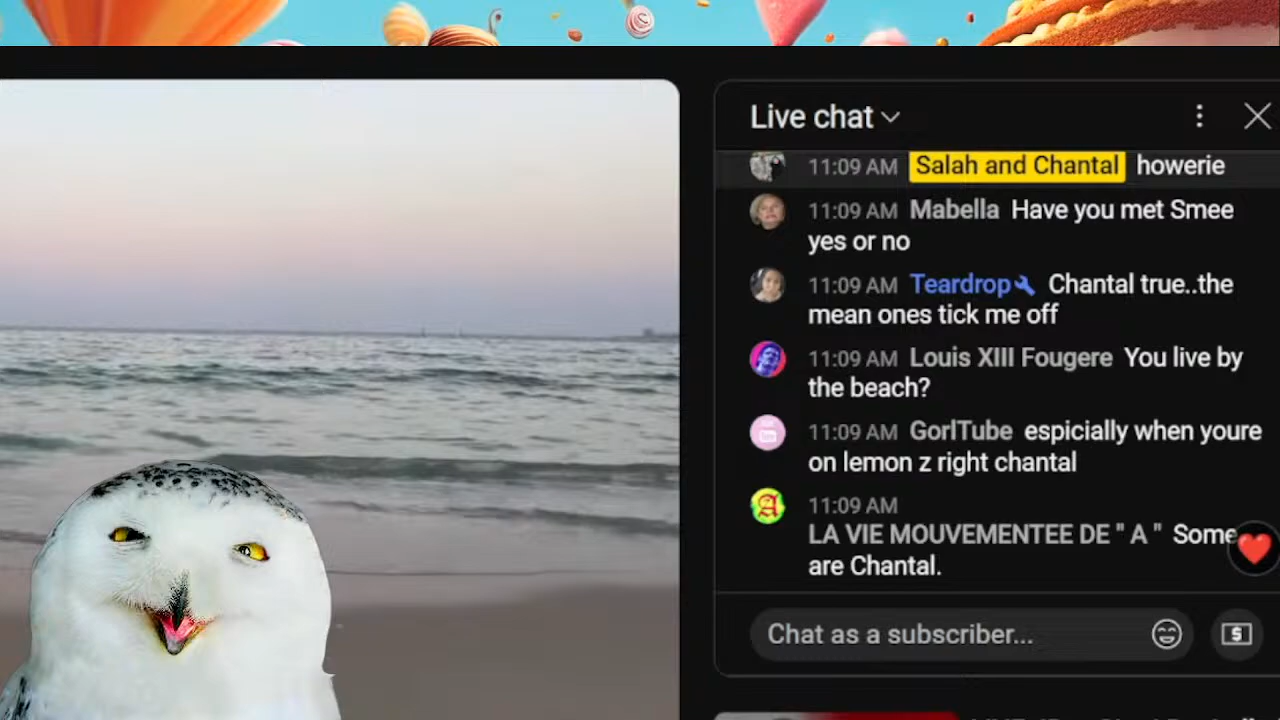 Live chat
11:09 AM Salah and Chantal howerie
11:09 AM Mabella Have you met Smee
yes or no
11:09 AM Teardrop Chantal true..the
mean ones tick me off
11:09 AM Louis XIII Fougere You live by
the beach?
11:09 AM GorlTube espicially when youre
on lemon z right chantal
11:09 AM
LA VIE MOUVEMENTEE DE " A " Some
are Chantal.
Chat as a subscriber...